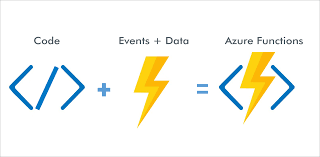 Code
Events + Data
Azure Functions